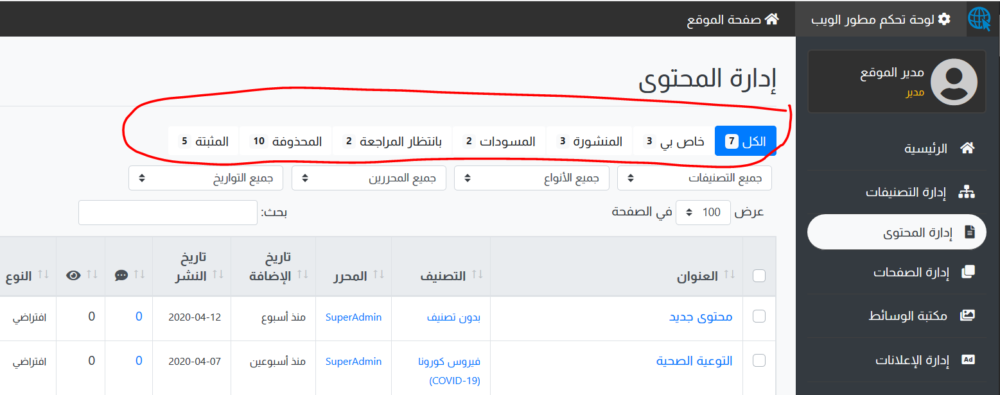 لوحة تحكم مطور الويب
صفحة الموقع
مدير الموقع
مدير
الرئيسية
إدارة التصنيفات
إدارة المحتوى
إدارة الصفحات
مكتبة الوسائط
Ad إدارة الإعلانات
إدارة المحتوى
الكل 7 خاص بي 3 المنشورة 3 المسودات 2 بانتظار المراجعة 2 المحذوفة 10 المثبتة 5
جميع التصنيفات جميع الأنواع جميع المحررين جميع التواريخ
عرض 100 في الصفحة بحث:
العنوان التصنيف المحرر تاريخ الإضافة تاريخ النشر النوع
محتوى جديد بدون تصنيف SuperAdmin منذ أسبوع 2020-04-12 0 0 افتراضي
التوعية الصحية فيروس كورونا (COVID-19) SuperAdmin منذ أسبوعين 2020-04-07 0 0 افتراضي